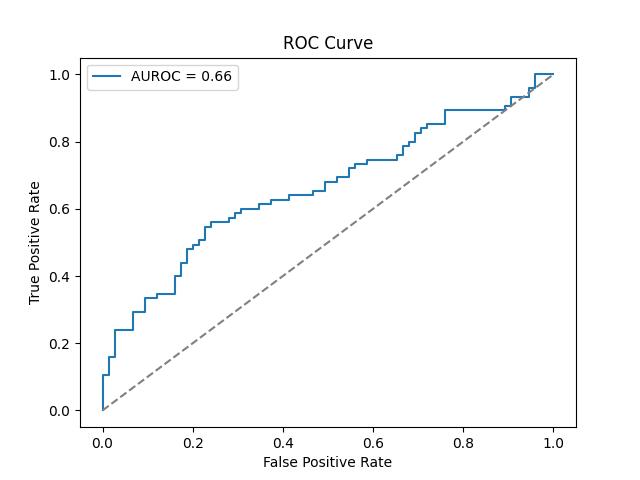 ROC Curve
AUROC = 0.66
True Positive Rate
1.0
0.8
0.6
0.4
0.2
0.0
0.0 0.2 0.4 0.6 0.8 1.0
False Positive Rate